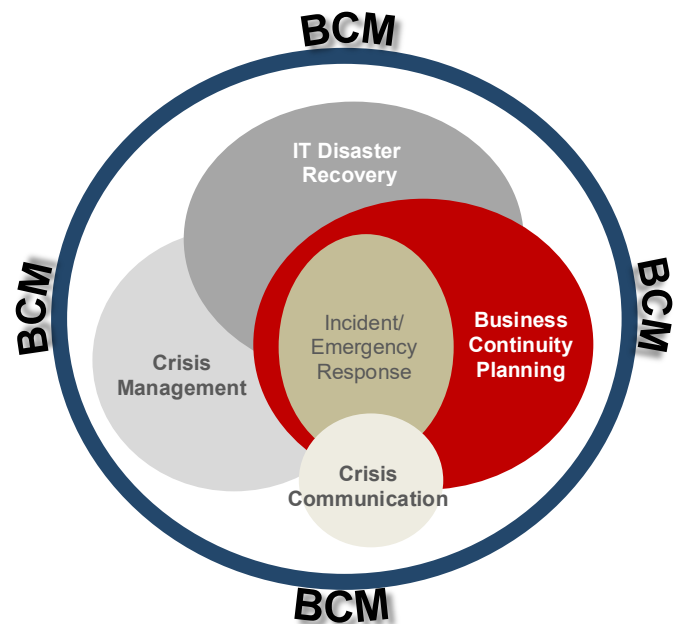 BCM
IT Disaster
Recovery
BCM
BCM
Incident/
Emergency
Response
Business
Continuity
Planning
Crisis
Management
Crisis
Communication
BCM